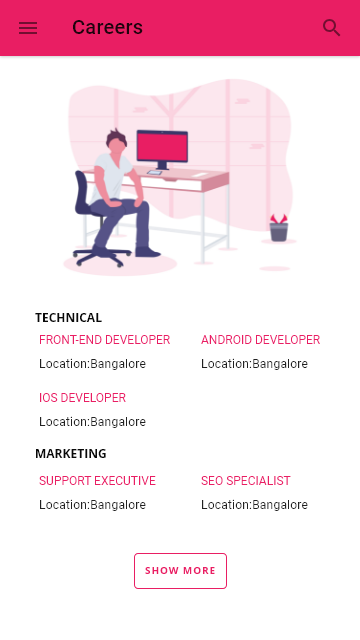 Careers
TECHNICAL
FRONT-END DEVELOPER
ANDROID DEVELOPER
Location:Bangalore
Location:Bangalore
IOS DEVELOPER
Location:Bangalore
MARKETING
SUPPORT EXECUTIVE
SEO SPECIALIST
Location:Bangalore
Location:Bangalore
SHOW MORE